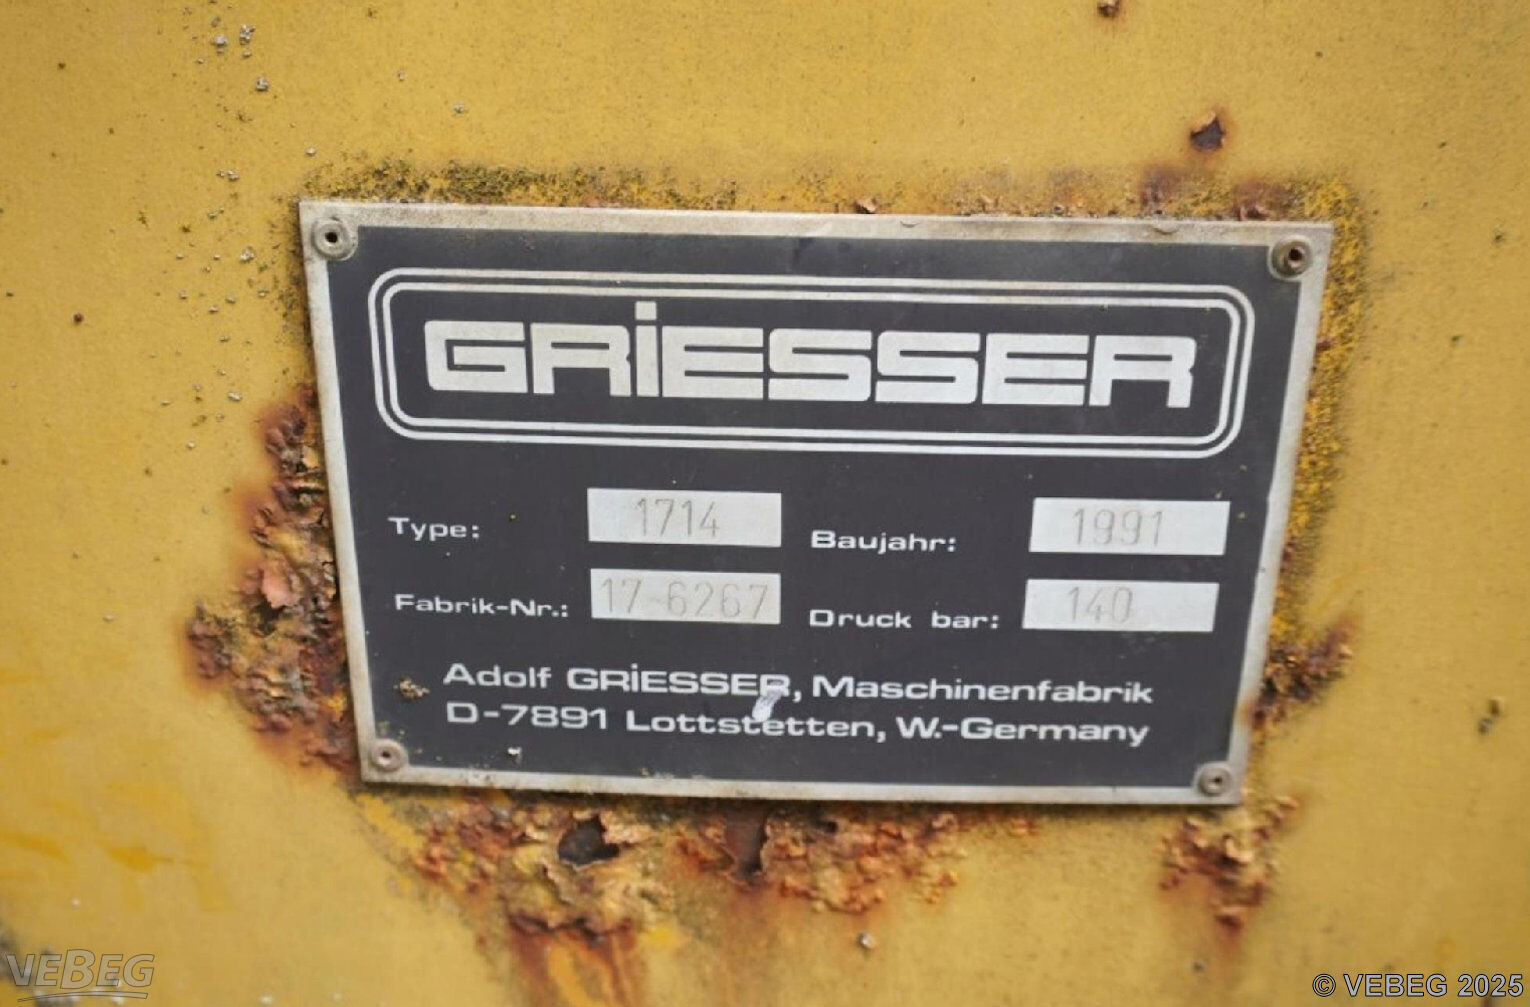 GRiESSER
Type: 1714 Baujahr: 1991
Fabrik-Nr.: 17-6267 Druck bar: 140
Adolf GRiESSER, Maschinenfabrik
D-7891 Lottstetten, W.-Germany
VEBEG
© VEBEG 2025